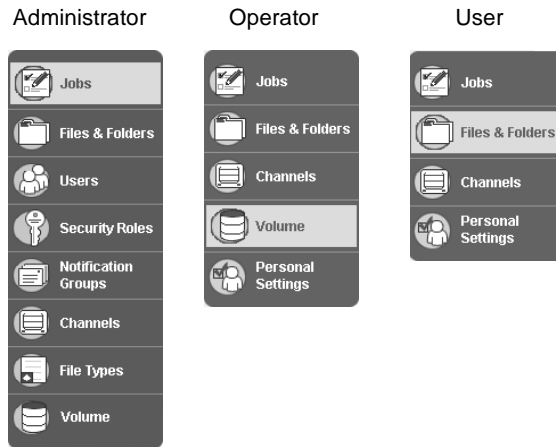 Administrator
Jobs
Files & Folders
Users
Security Roles
Notification
Groups
Channels
File Types
Volume
Operator
Jobs
Files & Folders
Channels
Volume
Personal
Settings
User
Jobs
Files & Folders
Channels
Personal
Settings